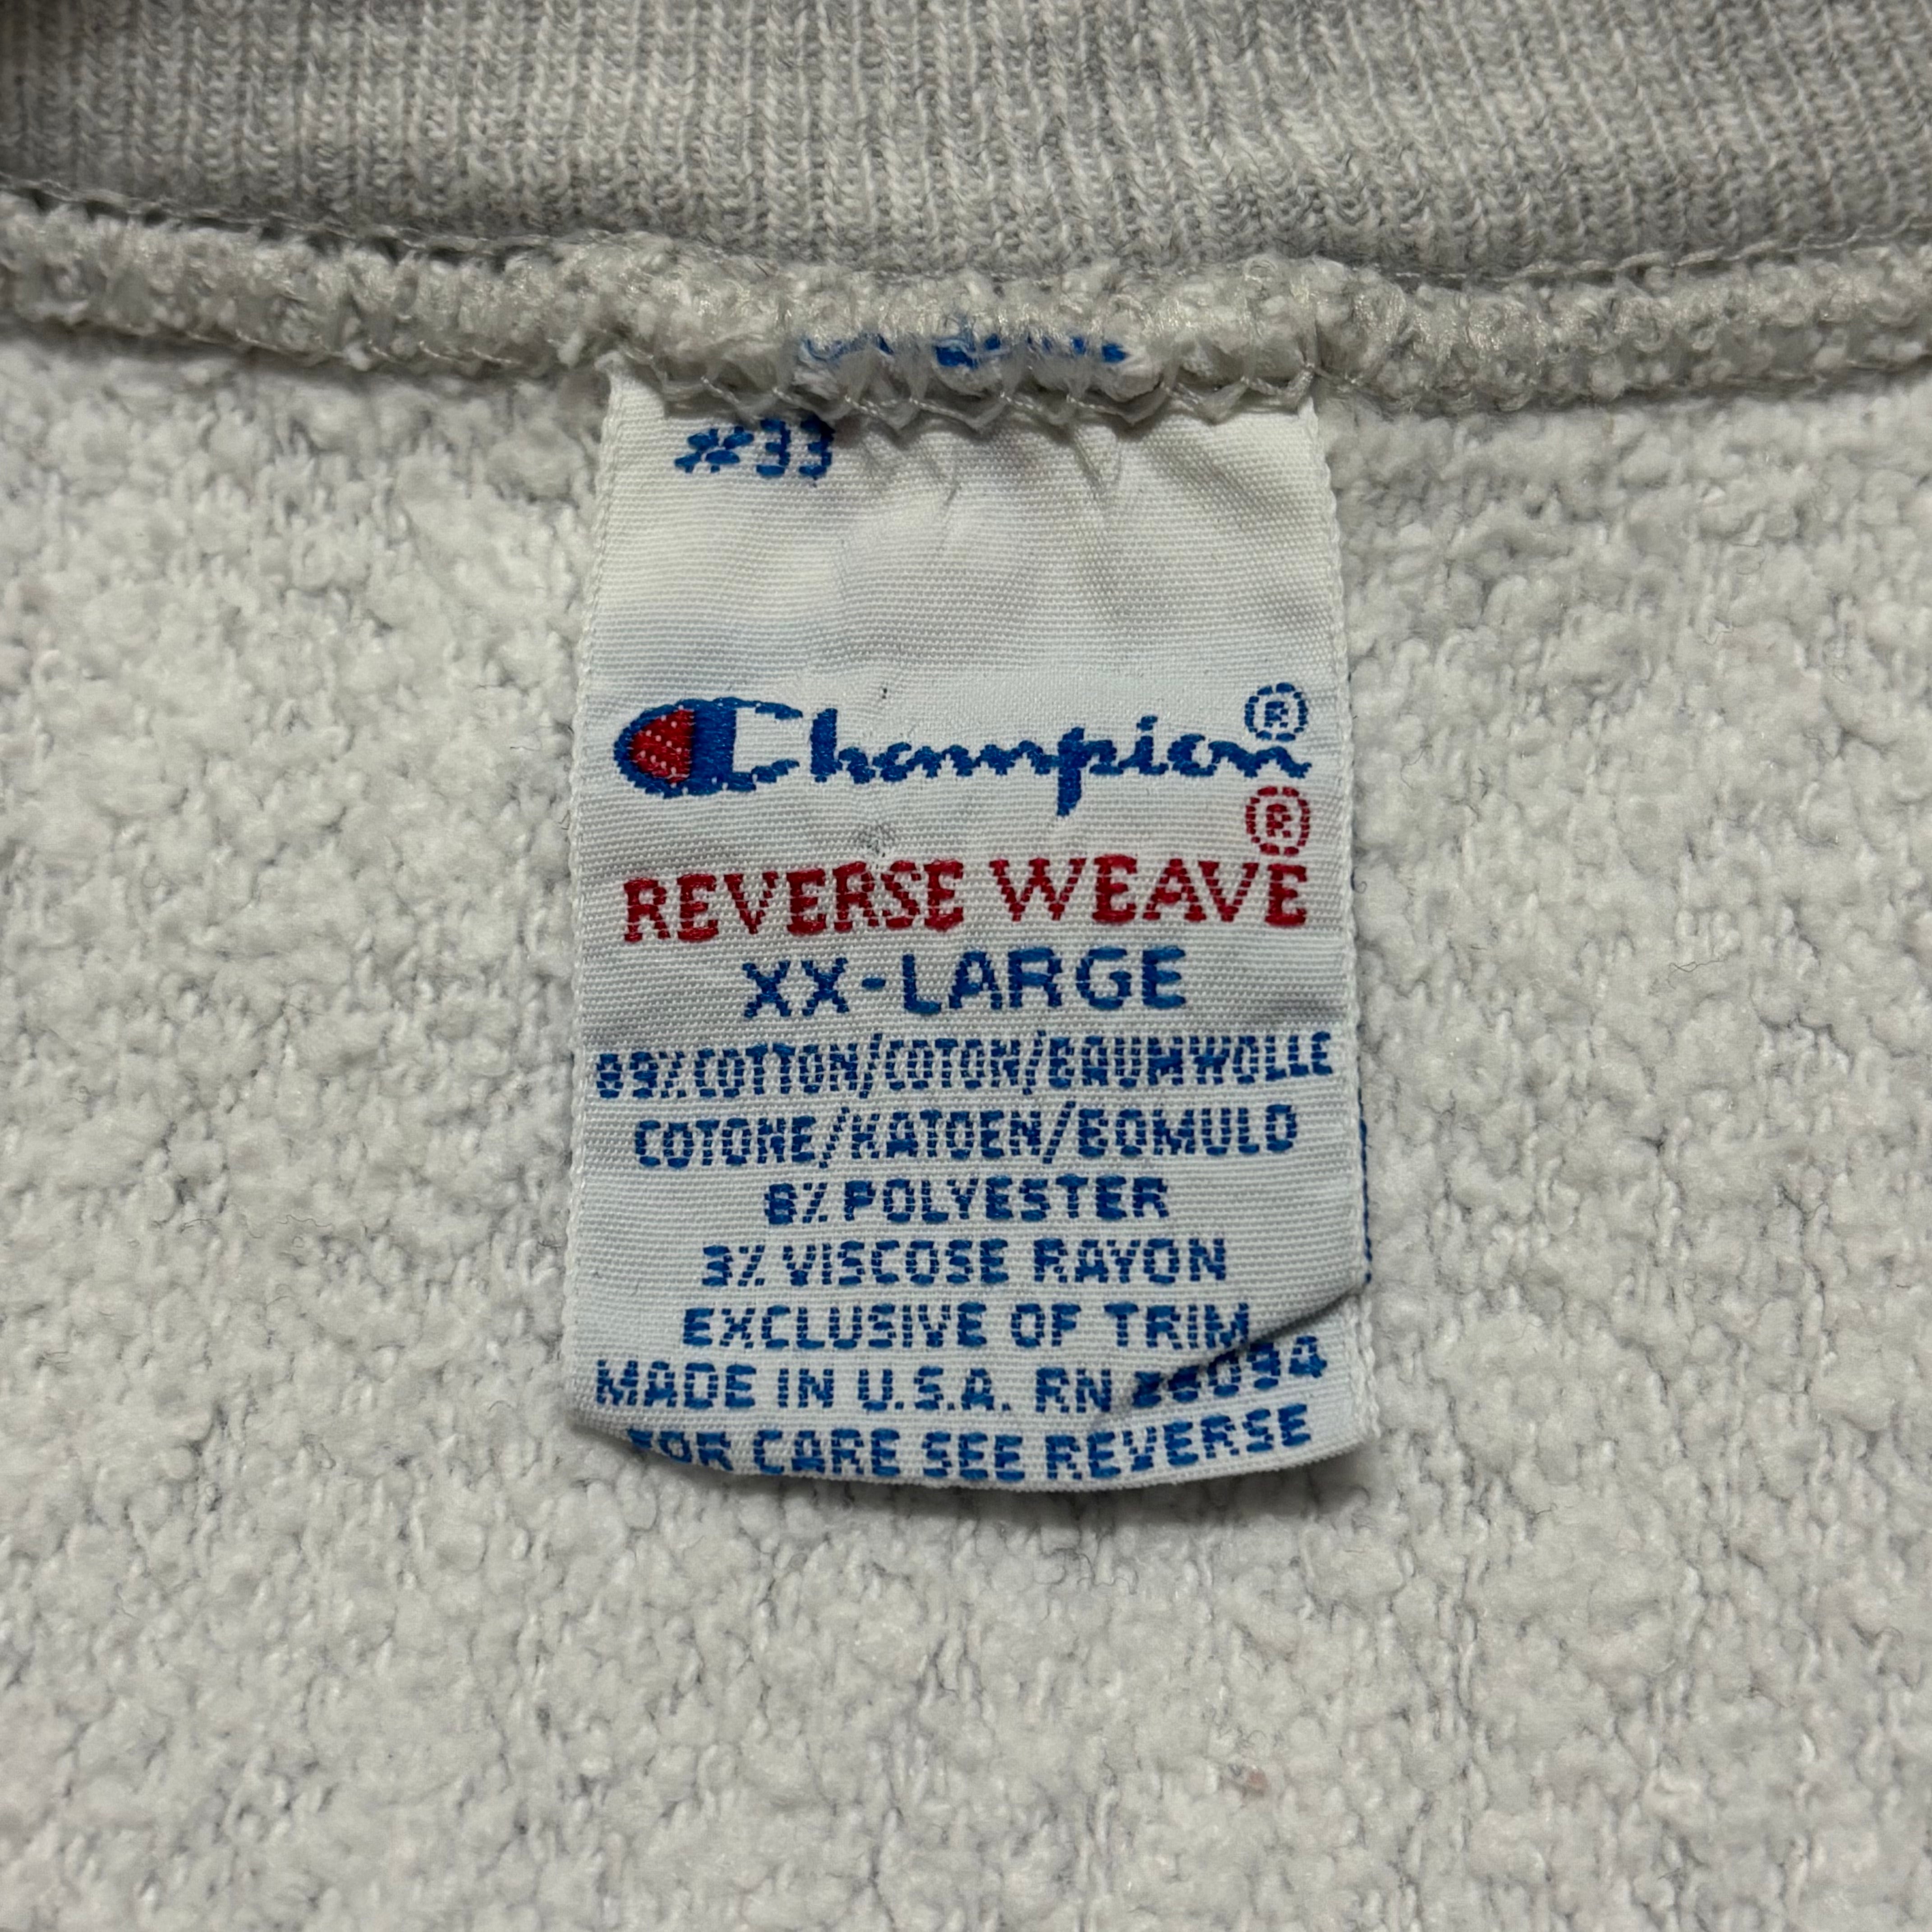 #33
Champion®
®
REVERSE WEAVE
XX-LARGE
89% COTTON/COTON/BAUMWOLLE
COTONE/KATOEN/BOMULD
8% POLYESTER
3% VISCOSE RAYON
EXCLUSIVE OF TRIM
MADE IN U.S.A. RN 26094
FOR CARE SEE REVERSE